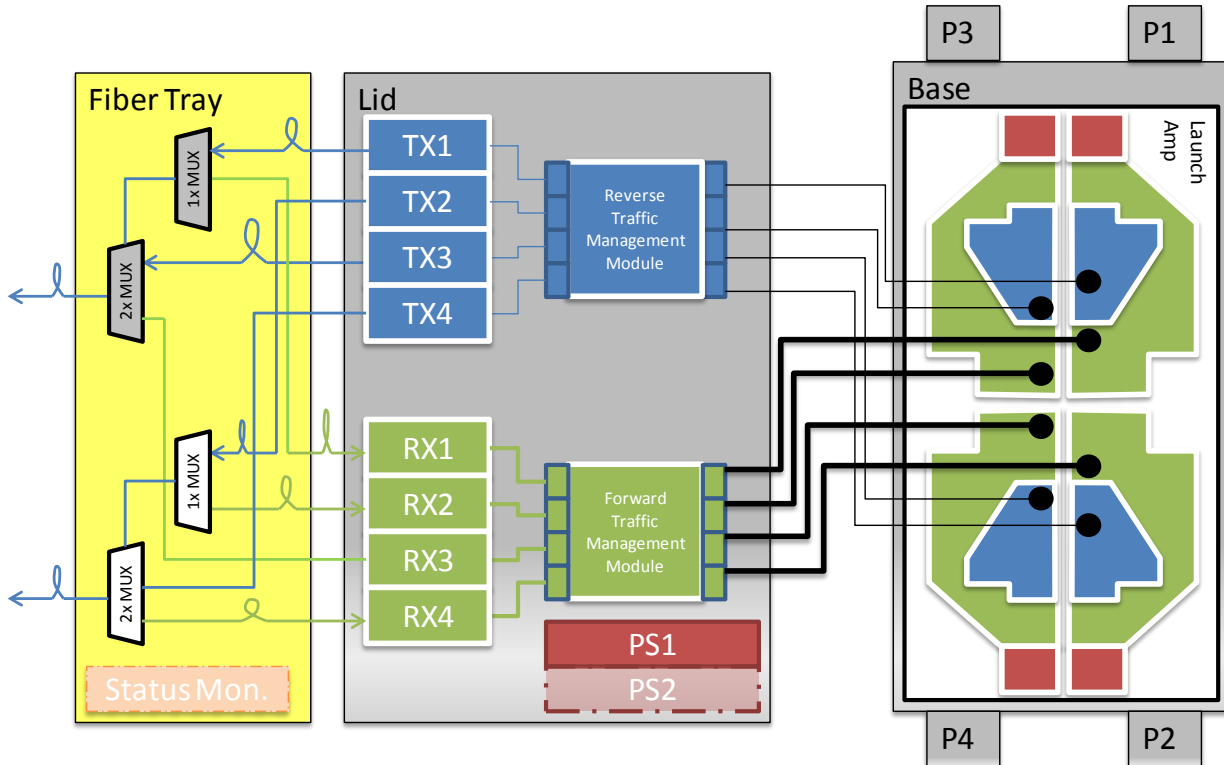 P3
P1
Fiber Tray
Lid
Base
Launch
Amp
1x MUX
2x MUX
1x MUX
2x MUX
Status Mon.
TX1
TX2
TX3
TX4
Reverse
Traffic
Management
Module
RX1
RX2
RX3
RX4
Forward
Traffic
Management
Module
PS1
PS2
P4
P2